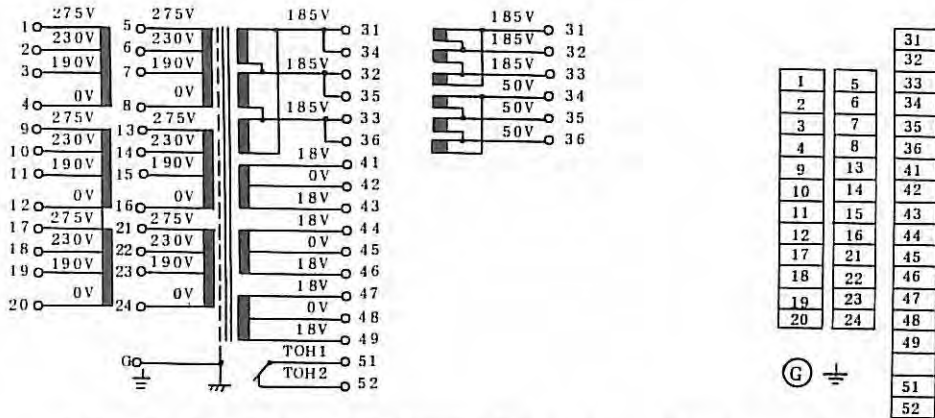 275V 275V 185V 31
1 5
230V 230V 34
2 6
190V 190V 185V 32
3 7 35
0V 0V
4 8 185V 33
275V 275V 36
9 13
230V 230V 18V 41
10 14
190V 190V 0V 42
11 15
0V 0V 18V 43
12 16
275V 275V 18V 44
17 21
230V 230V 0V 45
18 22
190V 190V 18V 46
19 23
0V 0V 18V 47
20 24
0V 48
18V 49
G TOH1 51
TOH2 52
185V 31
185V 32
185V 33
50V 34
50V 35
50V 36
1 5
2 6
3 7
4 8
9 13
10 14
11 15
12 16
17 21
18 22
19 23
20 24
G
31
32
33
34
35
36
41
42
43
44
45
46
47
48
49
51
52